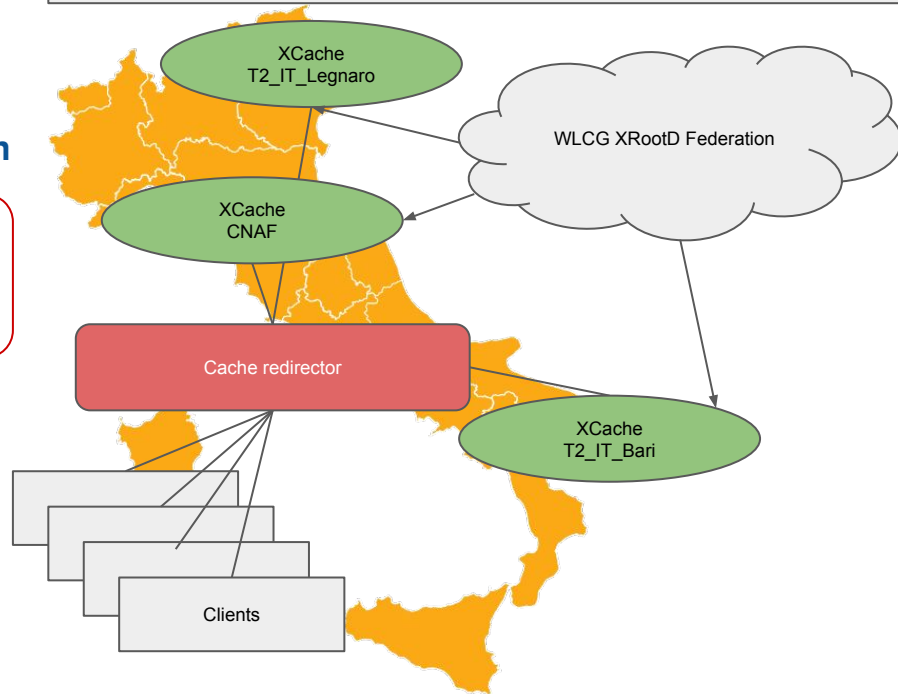 XCache
T2_IT_Legnaro
WLCG XRootD Federation
XCache
CNAF
Cache redirector
XCache
T2_IT_Bari
Clients